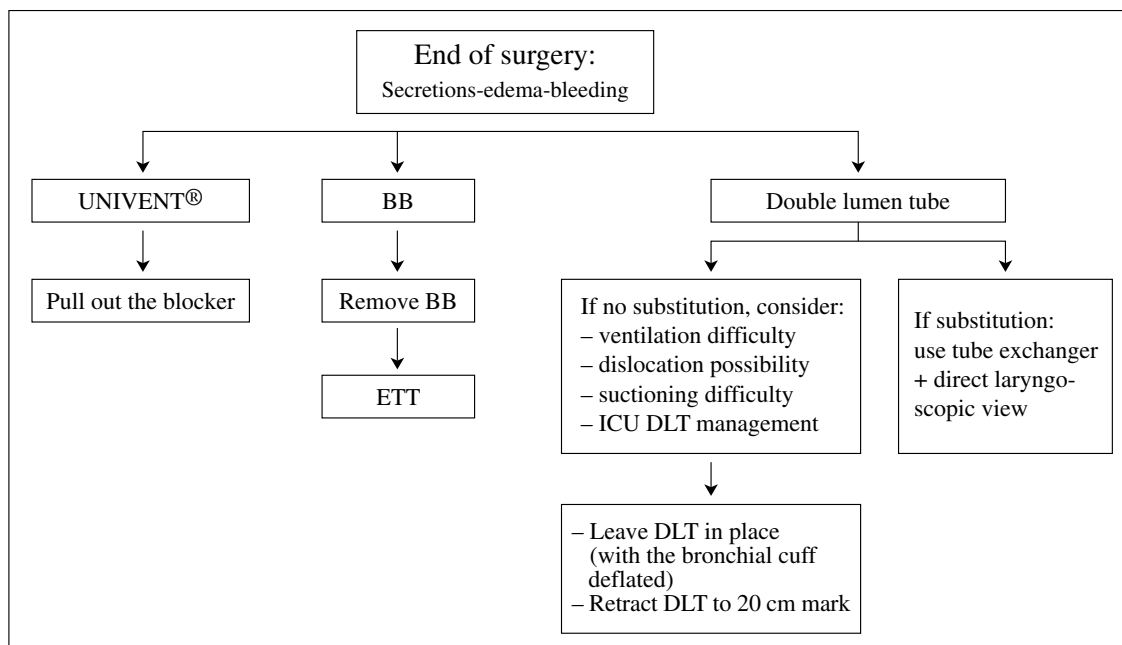 End of surgery:
Secretions-edema-bleeding
UNIVENT®
BB
Double lumen tube
Pull out the blocker
Remove BB
ETT
If no substitution, consider:
– ventilation difficulty
– dislocation possibility
– suctioning difficulty
– ICU DLT management
If substitution:
use tube exchanger
+ direct laryngo-
scopic view
– Leave DLT in place
(with the bronchial cuff
deflated)
– Retract DLT to 20 cm mark